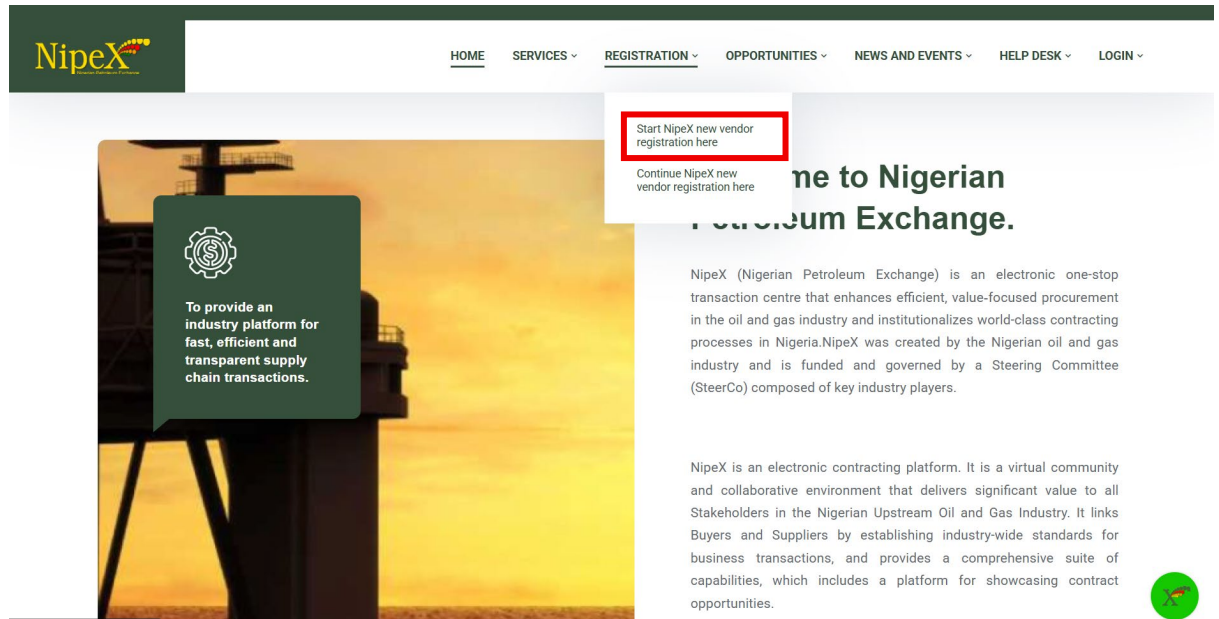 NipeX
HOME SERVICES REGISTRATION OPPORTUNITIES NEWS AND EVENTS HELP DESK LOGIN
Start NipeX new vendor
registration here
Continue NipeX new
vendor registration here
me to Nigerian
eum Exchange.
To provide an
industry platform for
fast, efficient and
transparent supply
chain transactions.
NipeX (Nigerian Petroleum Exchange) is an electronic one-stop
transaction centre that enhances efficient, value-focused procurement
in the oil and gas industry and institutionalizes world-class contracting
processes in Nigeria.NipeX was created by the Nigerian oil and gas
industry and is funded and governed by a Steering Committee
(SteerCo) composed of key industry players.
NipeX is an electronic contracting platform. It is a virtual community
and collaborative environment that delivers significant value to all
Stakeholders in the Nigerian Upstream Oil and Gas Industry. It links
Buyers and Suppliers by establishing industry-wide standards for
business transactions, and provides a comprehensive suite of
capabilities, which includes a platform for showcasing contract
opportunities.